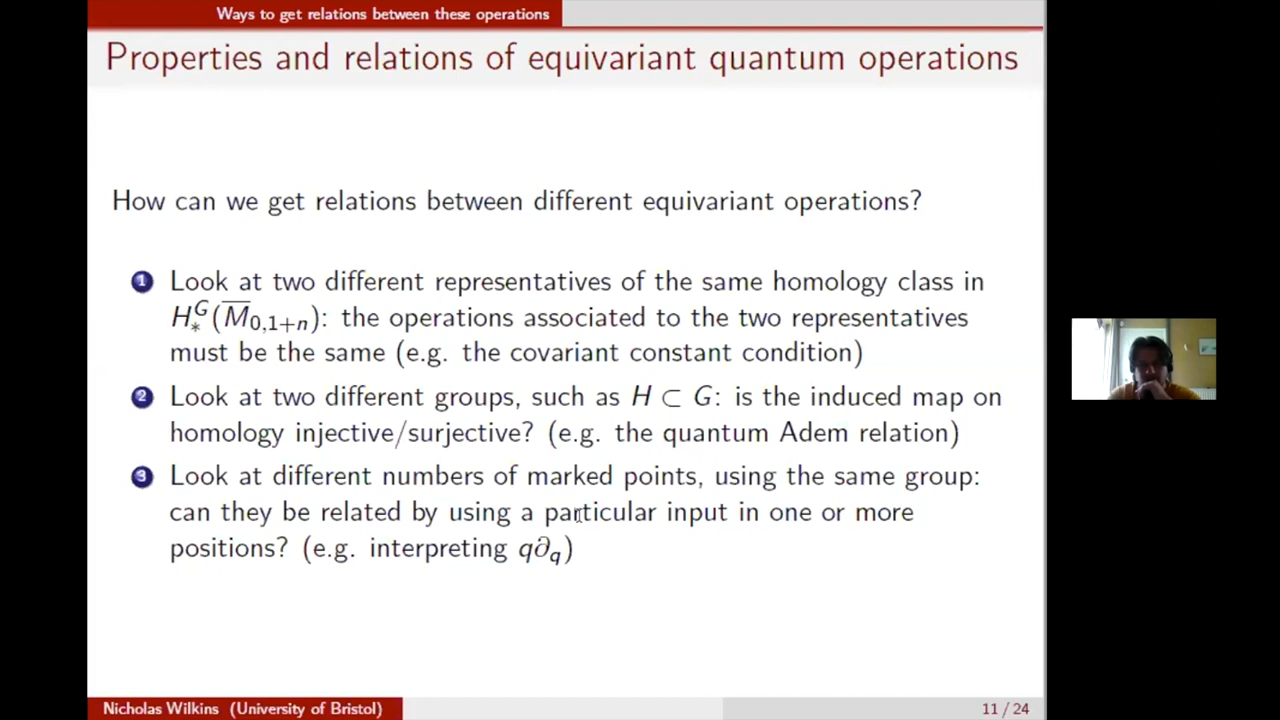 Ways to get relations between these operations
Properties and relations of equivariant quantum operations
How can we get relations between different equivariant operations?
1 Look at two different representatives of the same homology class in
H_*^G(M̅_{0,1+n}): the operations associated to the two representatives
must be the same (e.g. the covariant constant condition)
2 Look at two different groups, such as H ⊂ G: is the induced map on
homology injective/surjective? (e.g. the quantum Adem relation)
3 Look at different numbers of marked points, using the same group:
can they be related by using a particular input in one or more
positions? (e.g. interpreting q∂_q)
Nicholas Wilkins (University of Bristol)
11 / 24